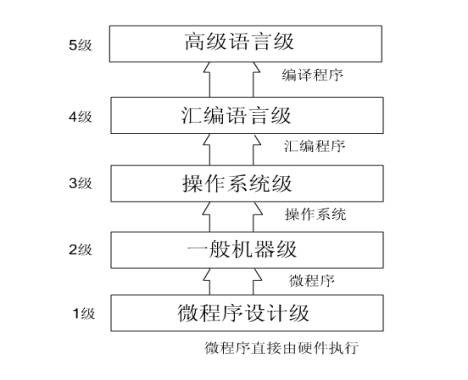 5级 高级语言级
编译程序
4级 汇编语言级
汇编程序
3级 操作系统级
操作系统
2级 一般机器级
微程序
1级 微程序设计级
微程序直接由硬件执行